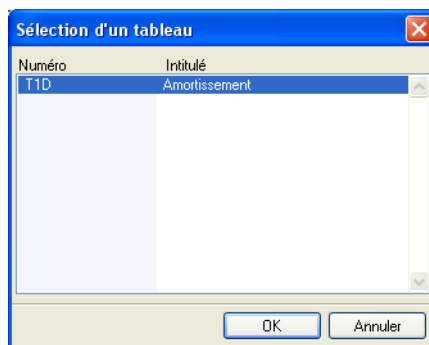 Sélection d'un tableau
Numéro Intitulé
T1D Amortissement
OK Annuler